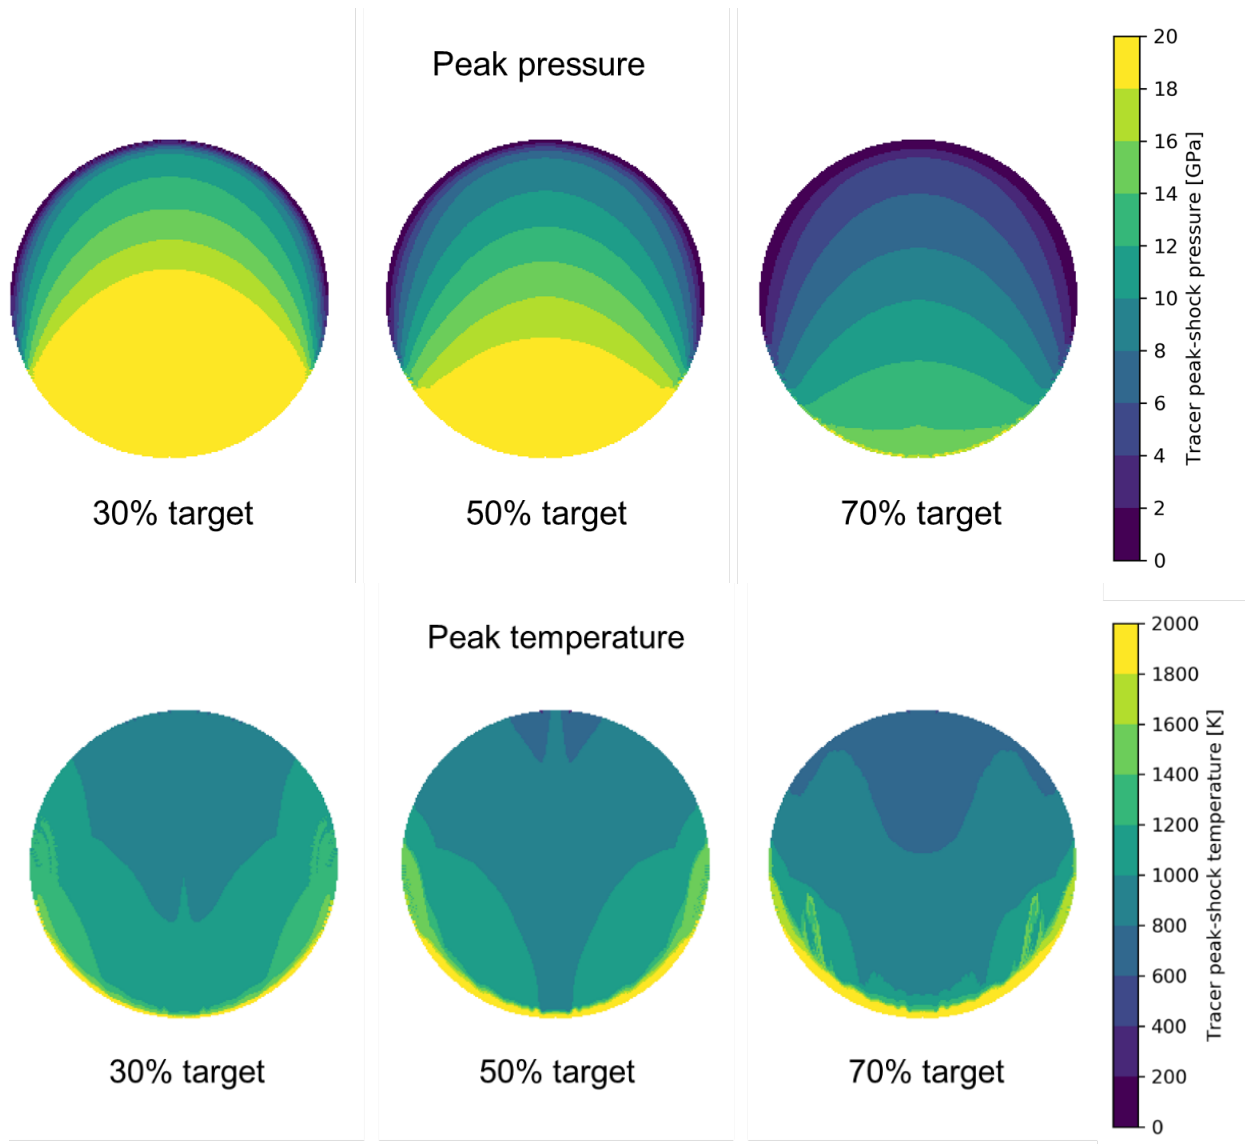 Peak pressure
30% target
50% target
70% target
20
18
16
14
12
10
8
6
4
2
0
Tracer peak-shock pressure [GPa]
Peak temperature
30% target
50% target
70% target
2000
1800
1600
1400
1200
1000
800
600
400
200
0
Tracer peak-shock temperature [K]